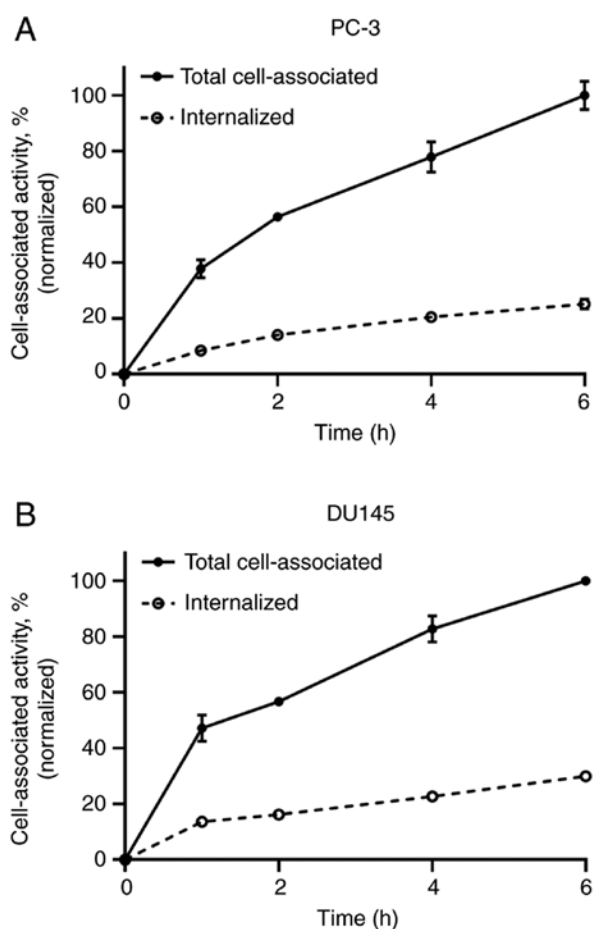 A
PC-3
Total cell-associated
Internalized
Cell-associated activity, %
(normalized)
100
80
60
40
20
0
0 2 4 6
Time (h)
B
DU145
Total cell-associated
Internalized
Cell-associated activity, %
(normalized)
100
80
60
40
20
0
0 2 4 6
Time (h)